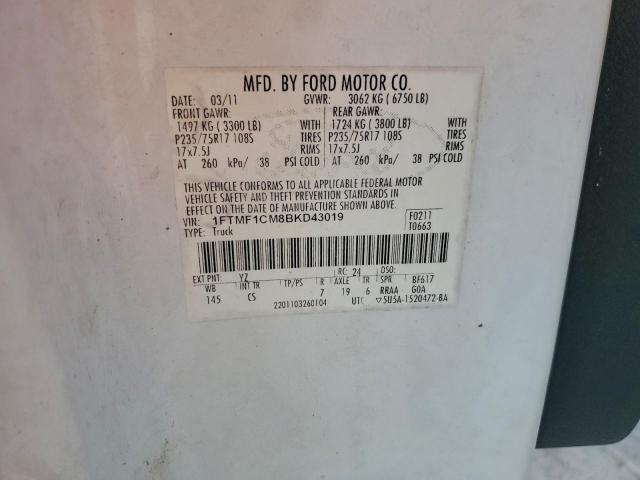 MFD. BY FORD MOTOR CO.
DATE: 03/11 GVWR: 3062 KG ( 6750 LB)
FRONT GAWR: REAR GAWR:
1497 KG ( 3300 LB) WITH 1724 KG ( 3800 LB) WITH
P235/75R17 108S TIRES P235/75R17 108S TIRES
17x7.5J RIMS 17x7.5J RIMS
AT 260 kPa/ 38 PSI COLD AT 260 kPa/ 38 PSI COLD
THIS VEHICLE CONFORMS TO ALL APPLICABLE FEDERAL MOTOR
VEHICLE SAFETY AND THEFT PREVENTION STANDARDS IN
EFFECT ON THE DATE OF MANUFACTURE SHOWN ABOVE.
VIN: 1FTMF1CM8BKD43019 F0211
TYPE: Truck T0663
EXT PNT: YZ RC: 24 DSO:
WB INT TR TP/PS R AXLE TR SPR BF617
145 CS 7 19 6 RRAA G0A
2201103260104 UTC ▽5U5A-1520472-BA